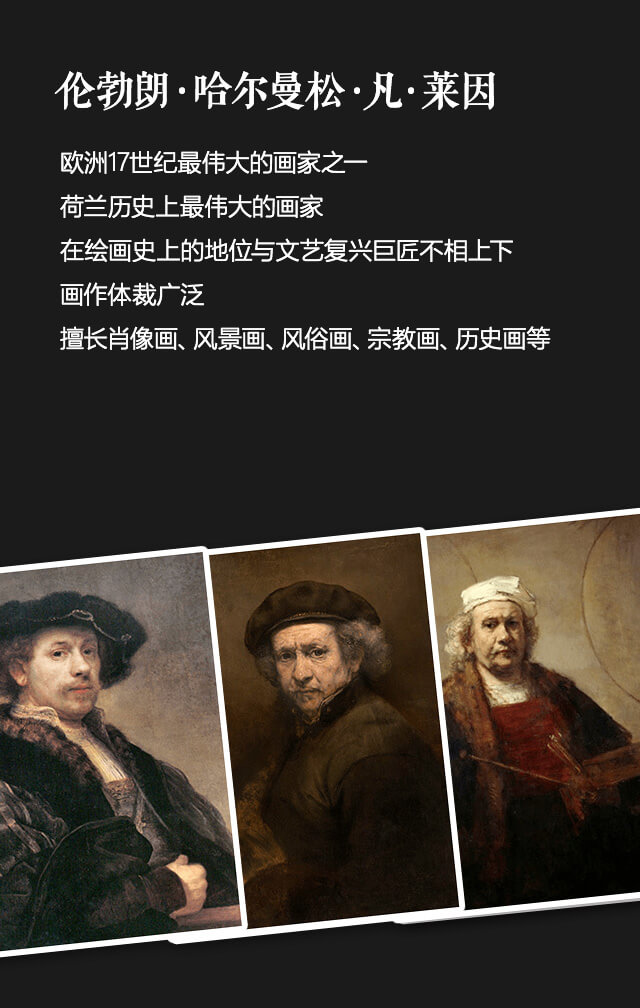 伦勃朗·哈尔曼松·凡·莱因
欧洲17世纪最伟大的画家之一
荷兰历史上最伟大的画家
在绘画史上的地位与文艺复兴巨匠不相上下
画作体裁广泛
擅长肖像画、风景画、风俗画、宗教画、历史画等